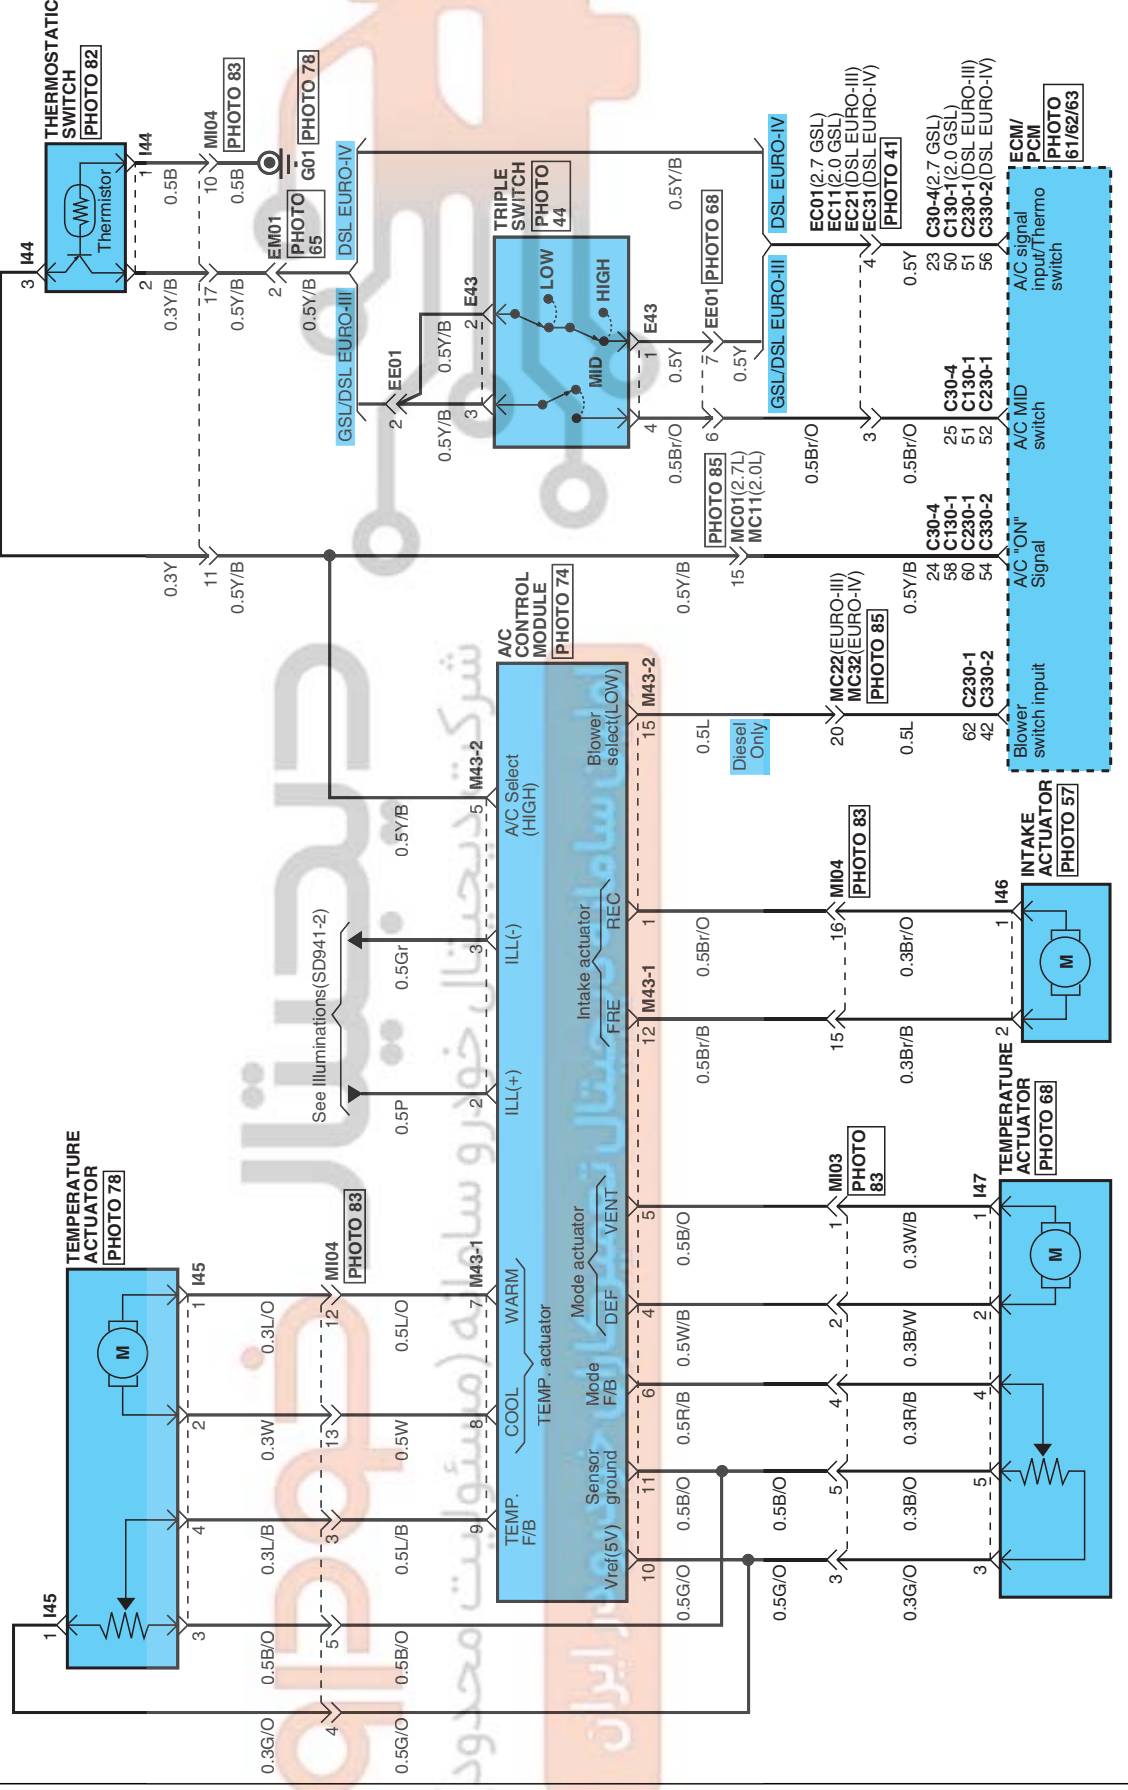 THERMOSTATIC
SWITCH
PHOTO 82
I44
3
Thermistor
I44
1
2
0.5B
0.3Y/B
MI04
PHOTO 83
10
17
11
0.3Y
0.5B
0.5Y/B
0.5Y/B
G01
PHOTO 78
EM01
PHOTO
65
2
0.5Y/B
GSL/DSL EURO-III
DSL EURO-IV
EE01
2
0.5Y/B
0.5Y/B
E43
2
3
TRIPLE
SWITCH
PHOTO
44
LOW
HIGH
MID
E43
1
4
0.5Y/B
0.5Y
0.5Br/O
EE01
PHOTO 68
7
6
0.5Y
GSL/DSL EURO-III
DSL EURO-IV
EC01(2.7 GSL)
EC11(2.0 GSL)
EC21(DSL EURO-III)
EC31(DSL EURO-IV)
PHOTO 41
4
3
0.5Br/O
0.5Y
0.5Br/O
PHOTO 85
MC01(2.7L)
MC11(2.0L)
15
0.5Y/B
0.5Y/B
23 C30-4(2.7 GSL)
50 C130-1(2.0 GSL)
51 C230-1(DSL EURO-III)
56 C330-2(DSL EURO-IV)
25 C30-4
51 C130-1
52 C230-1
24 C30-4
58 C130-1
60 C230-1
54 C330-2
62 C230-1
42 C330-2
ECM/
PCM
PHOTO
61/62/63
A/C signal
input/Thermo
switch
A/C MID
switch
A/C "ON"
Signal
Blower
switch inpuit
A/C
CONTROL
MODULE
PHOTO 74
M43-2
5
0.5Y/B
A/C Select
(HIGH)
See Illuminations(SD941-2)
0.5Gr
0.5P
3
2
ILL(-)
ILL(+)
Blower
select(LOW)
15
M43-2
0.5L
Diesel
Only
20
MC22(EURO-III)
MC32(EURO-IV)
PHOTO 85
0.5L
Intake actuator
REC
FRE
1
12
M43-1
0.5Br/O
0.5Br/B
MI04
PHOTO 83
16
15
0.3Br/O
0.3Br/B
I46
1
2
INTAKE
ACTUATOR
PHOTO 57
M
TEMPERATURE
ACTUATOR
PHOTO 78
M
I45
1
I45
1
2
4
3
0.3L/O
0.3W
0.3L/B
0.5B/O
0.3G/O
MI04
PHOTO 83
12
13
3
5
4
0.5L/O
0.5W
0.5L/B
0.5B/O
0.5G/O
M43-1
7
8
9
WARM
COOL
TEMP. actuator
TEMP.
F/B
Mode actuator
VENT
DEF
Mode
F/B
Sensor
ground
Vref(5V)
5
4
6
11
10
0.5B/O
0.5W/B
0.5R/B
0.5B/O
0.5G/O
0.5B/O
0.5G/O
MI03
PHOTO
83
1
2
4
5
3
0.3W/B
0.3B/W
0.3R/B
0.3B/O
0.3G/O
I47
1
2
4
5
3
TEMPERATURE
ACTUATOR
PHOTO 68
M
دیجیتال خودرو
شرکت دیجیتال خودرو سامانه (مسئولیت محدود
اولین سامانه دیجیتال تعمیرکاران خودرو در ایران